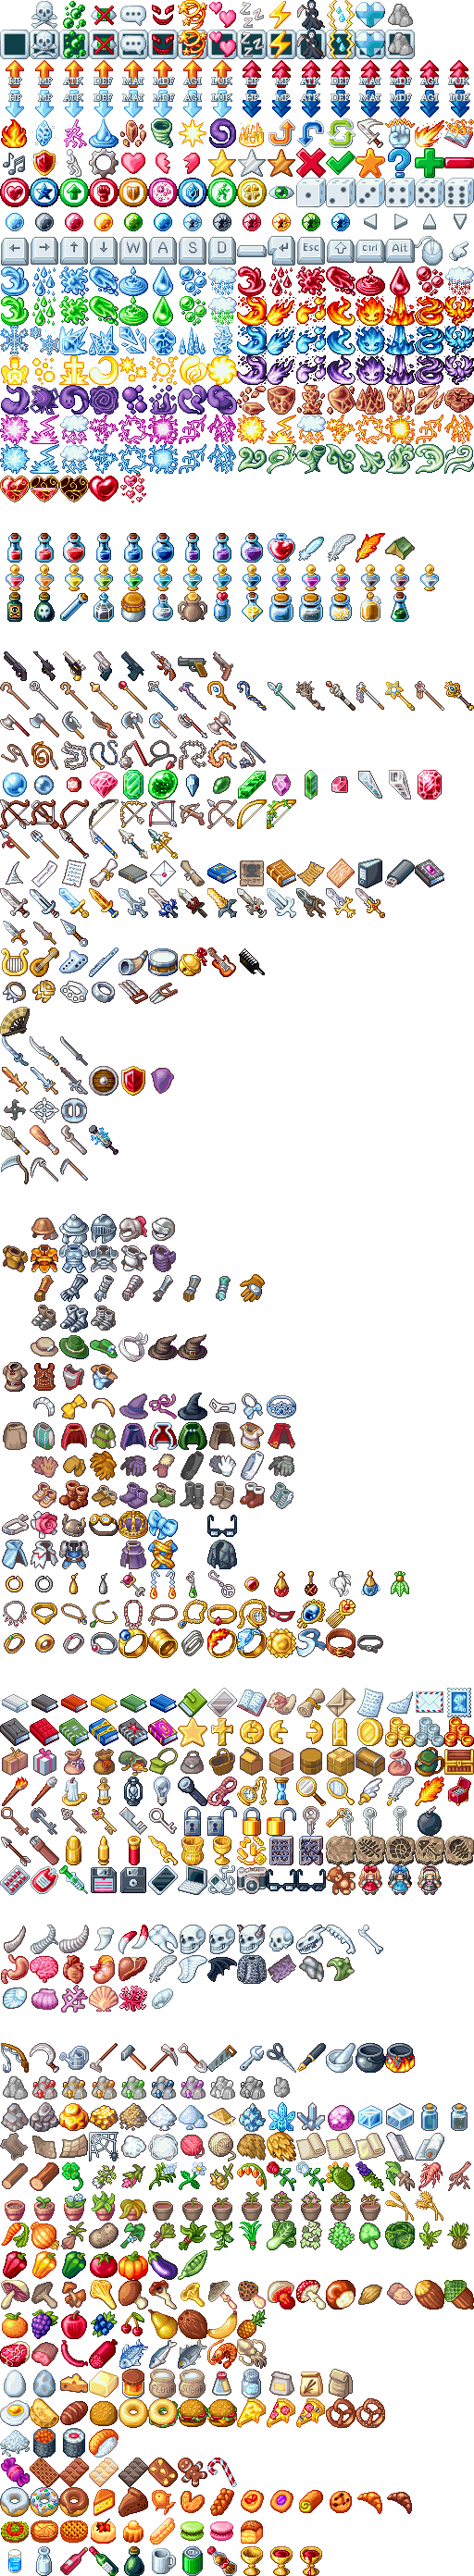 HP MP ATK DEF MAT MDF AGI LUK HP MP ATK DEF MAT MDF AGI LUK
HP MP ATK DEF MAT MDF AGI LUK HP MP ATK DEF MAT MDF AGI LUK
?
W A S D Esc Ctrl Alt